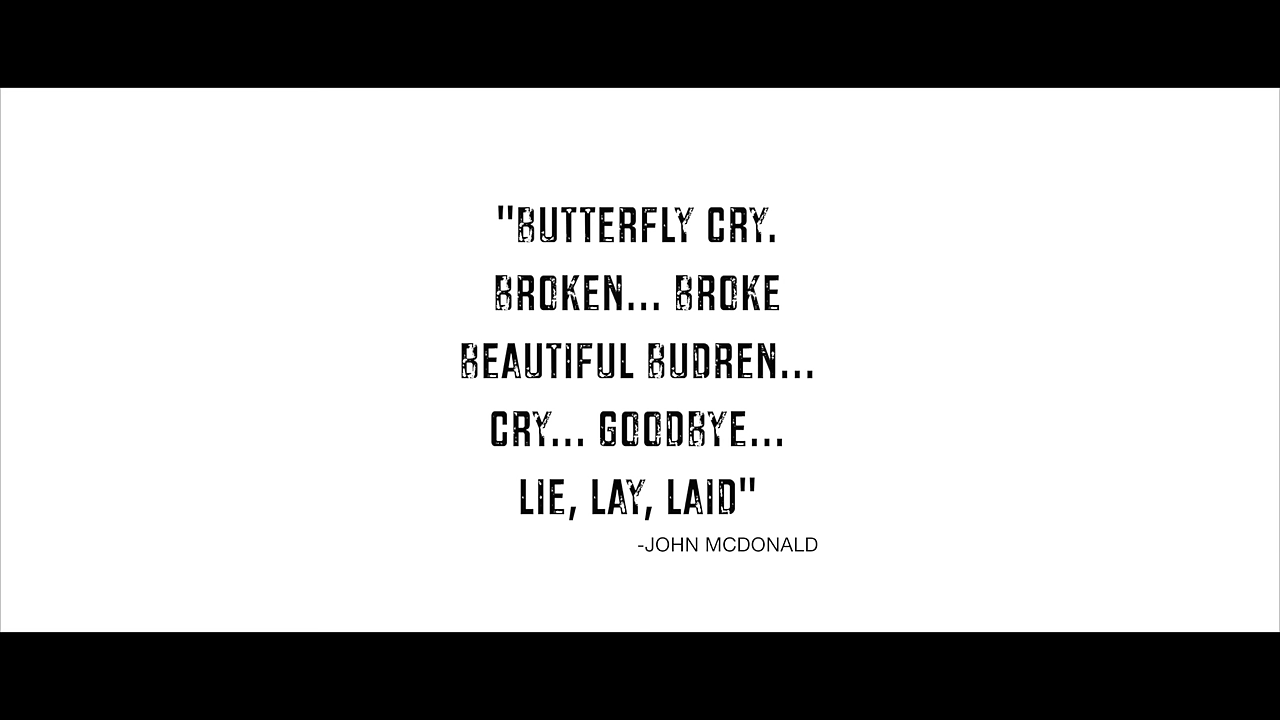 "BUTTERFLY CRY.
BROKEN... BROKE
BEAUTIFUL BUDREN...
CRY... GOODBYE...
LIE, LAY, LAID"
-JOHN MCDONALD